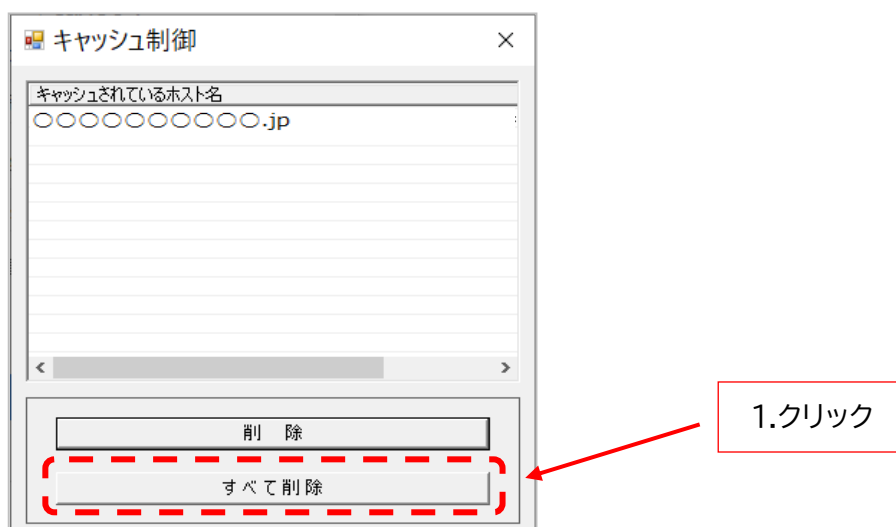 キャッシュ制御
キャッシュされているホスト名
○○○○○○○○○○.jp
削　除
すべて削除
1.クリック